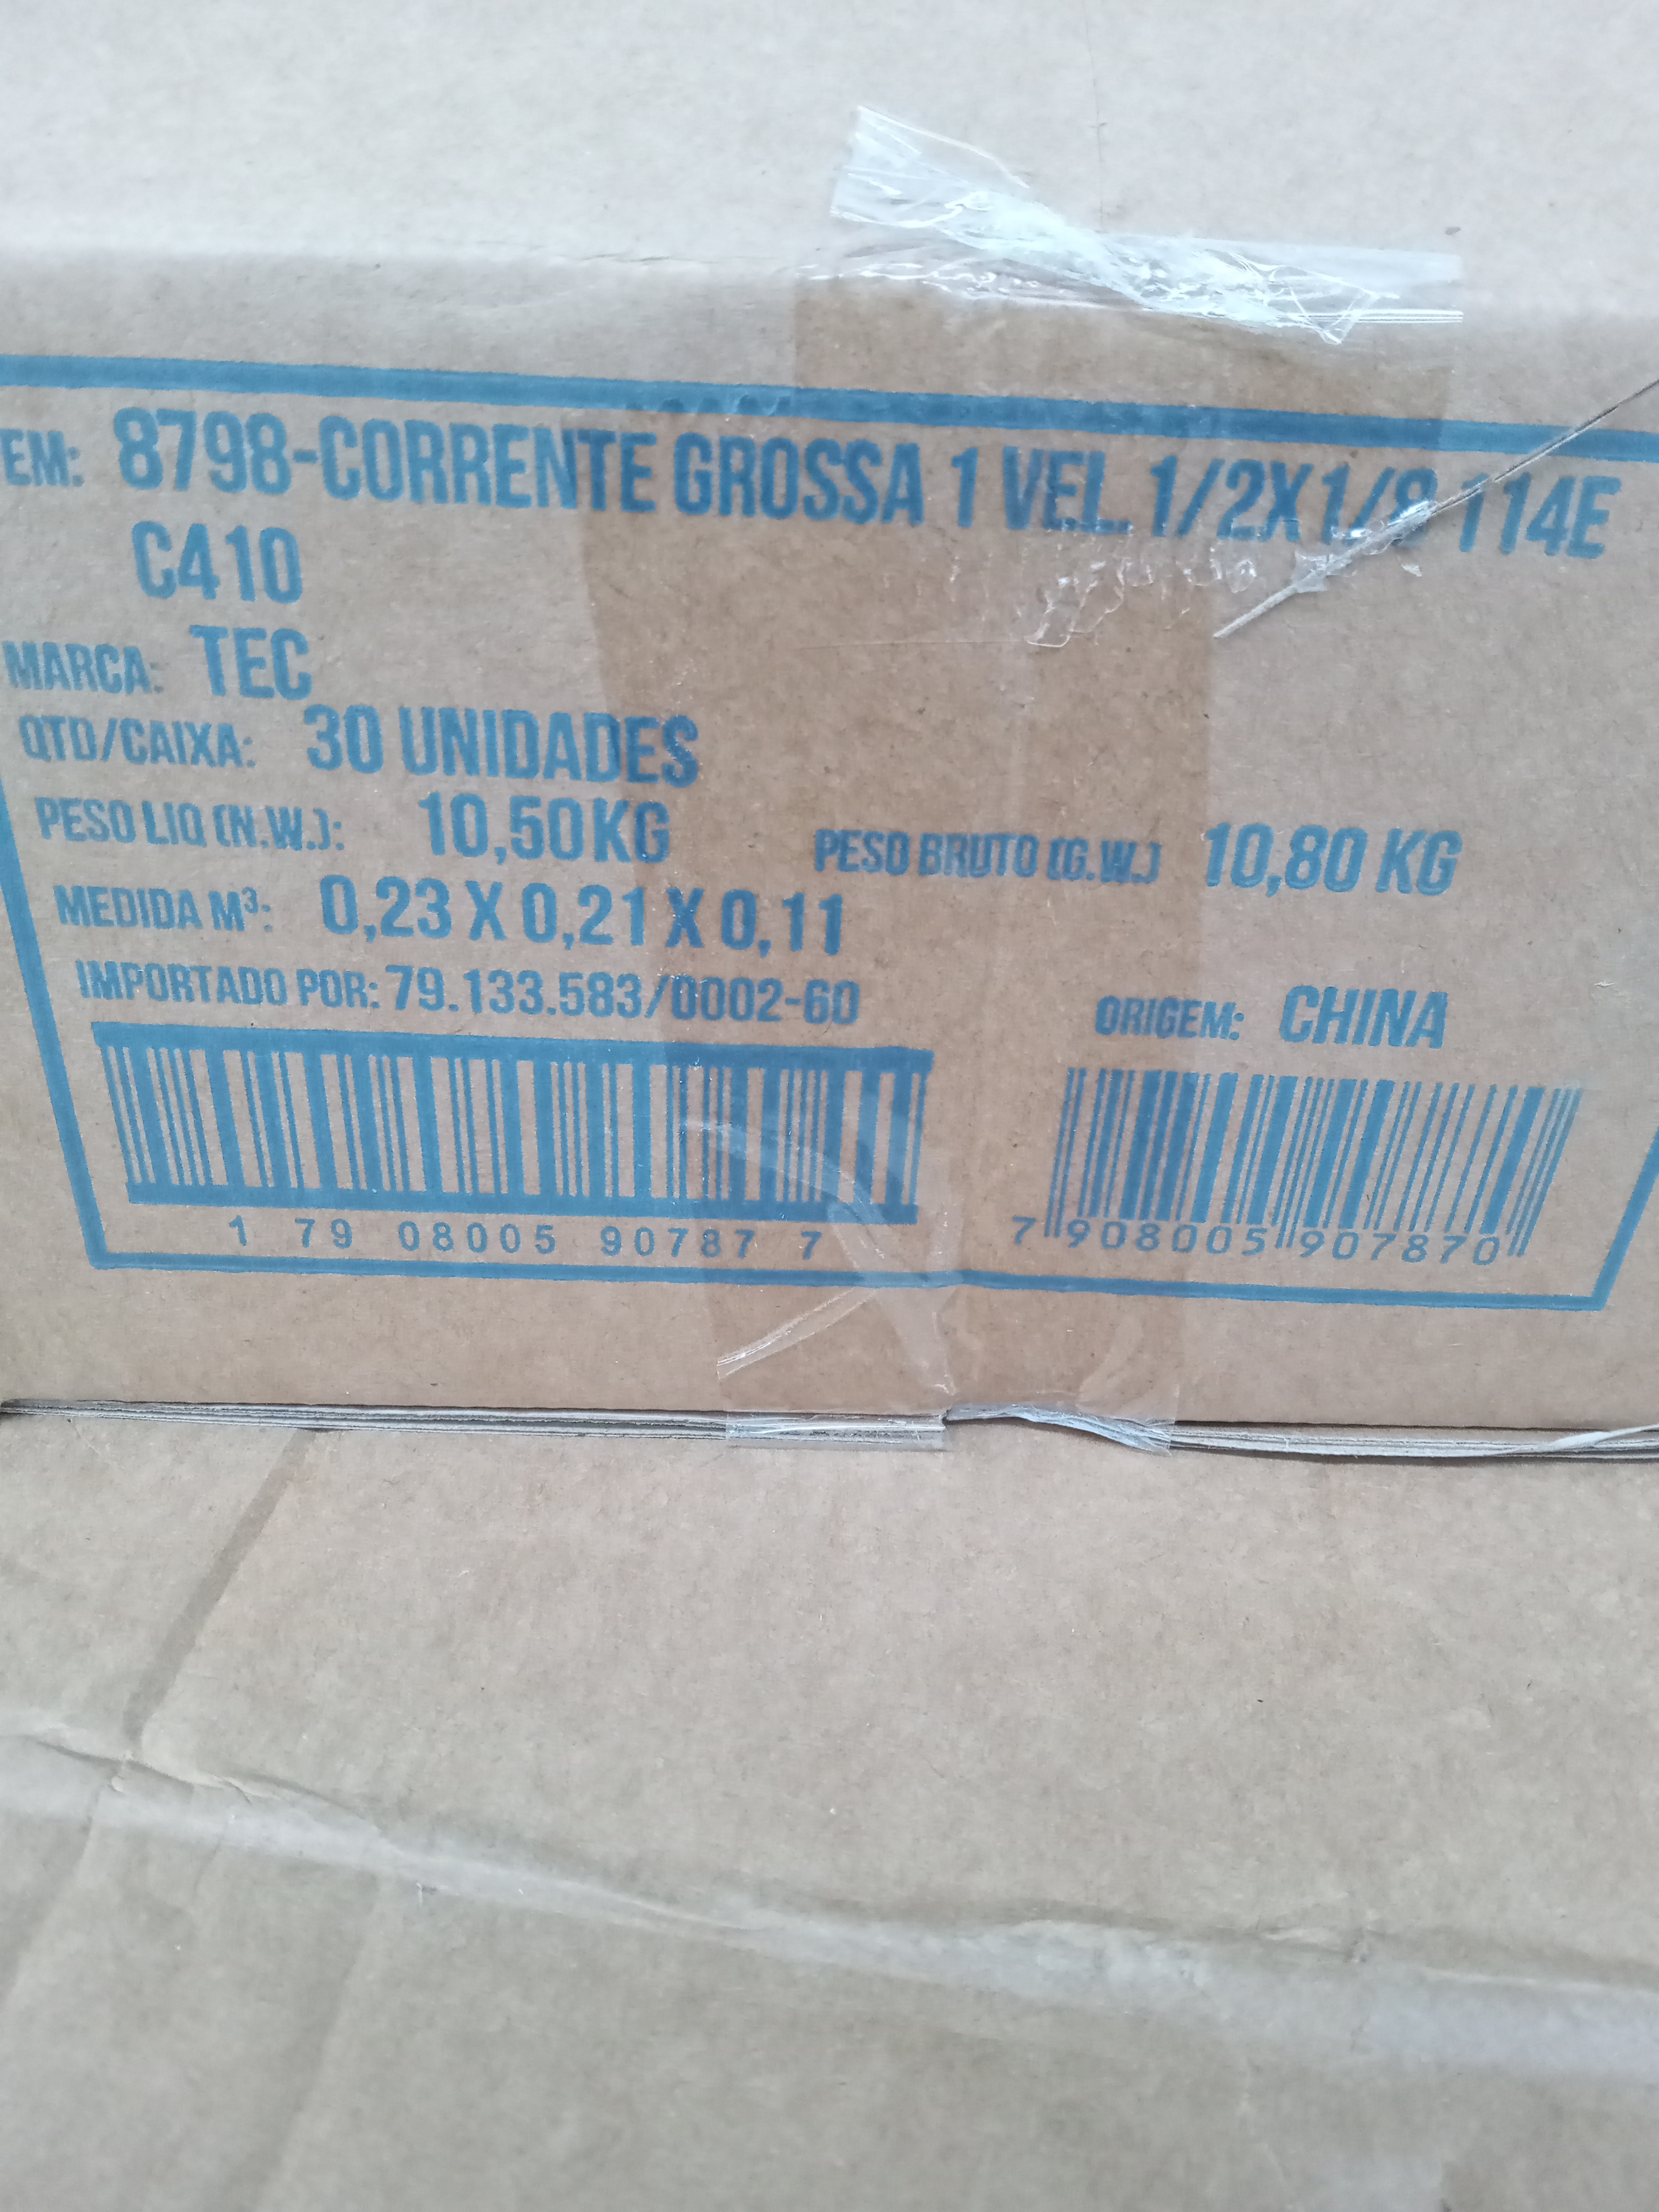 EM: 8798-CORRENTE GROSSA 1 VEL. 1/2X1/8 114E
C410
MARCA: TEC
QTD/CAIXA: 30 UNIDADES
PESO LIQ (N.W.): 10,50KG PESO BRUTO (G.W.) 10,80 KG
MEDIDA M³: 0,23 X 0,21 X 0,11
IMPORTADO POR: 79.133.583/0002-60 ORIGEM: CHINA
1 79 08005 90787 7 7 908005 907870